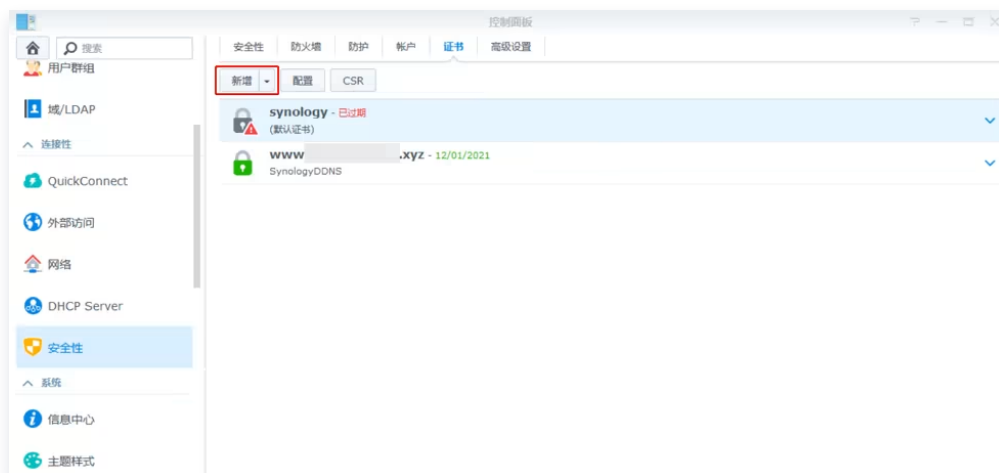 控制面板
搜索
安全性 防火墙 防护 帐户 证书 高级设置
用户群组
新增 配置 CSR
域/LDAP
synology - 已过期
(默认证书)
连接性
www .xyz - 12/01/2021
SynologyDDNS
QuickConnect
外部访问
网络
DHCP Server
安全性
系统
信息中心
主题样式